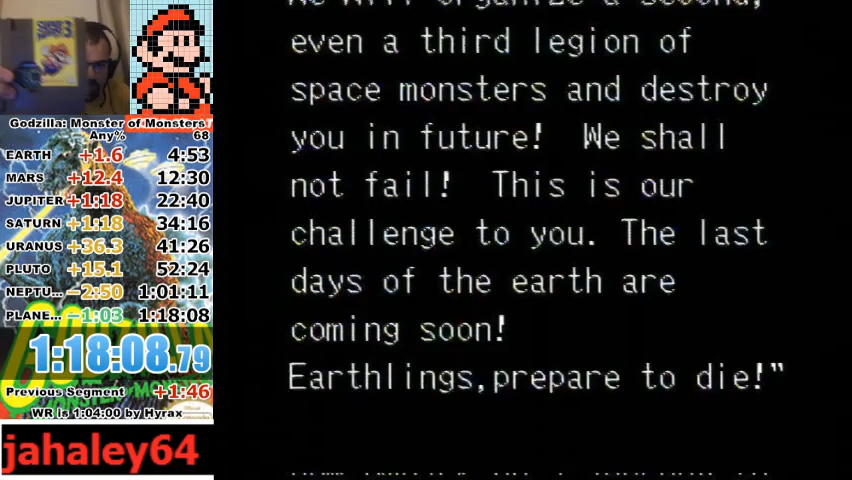 Godzilla: Monster of Monsters
Any% 68
EARTH +1.6 4:53
MARS +12.4 12:30
JUPITER +1:18 22:40
SATURN +1:18 34:16
URANUS +36.3 41:26
PLUTO +15.1 52:24
NEPTU... −2:50 1:01:11
PLANE... −1:03 1:18:08
1:18:08.79
Previous Segment +1:46
WR is 1:04:00 by Hyrax
jahaley64
We will organize a second,
even a third legion of
space monsters and destroy
you in future! We shall
not fail! This is our
challenge to you. The last
days of the earth are
coming soon!
Earthlings,prepare to die!"